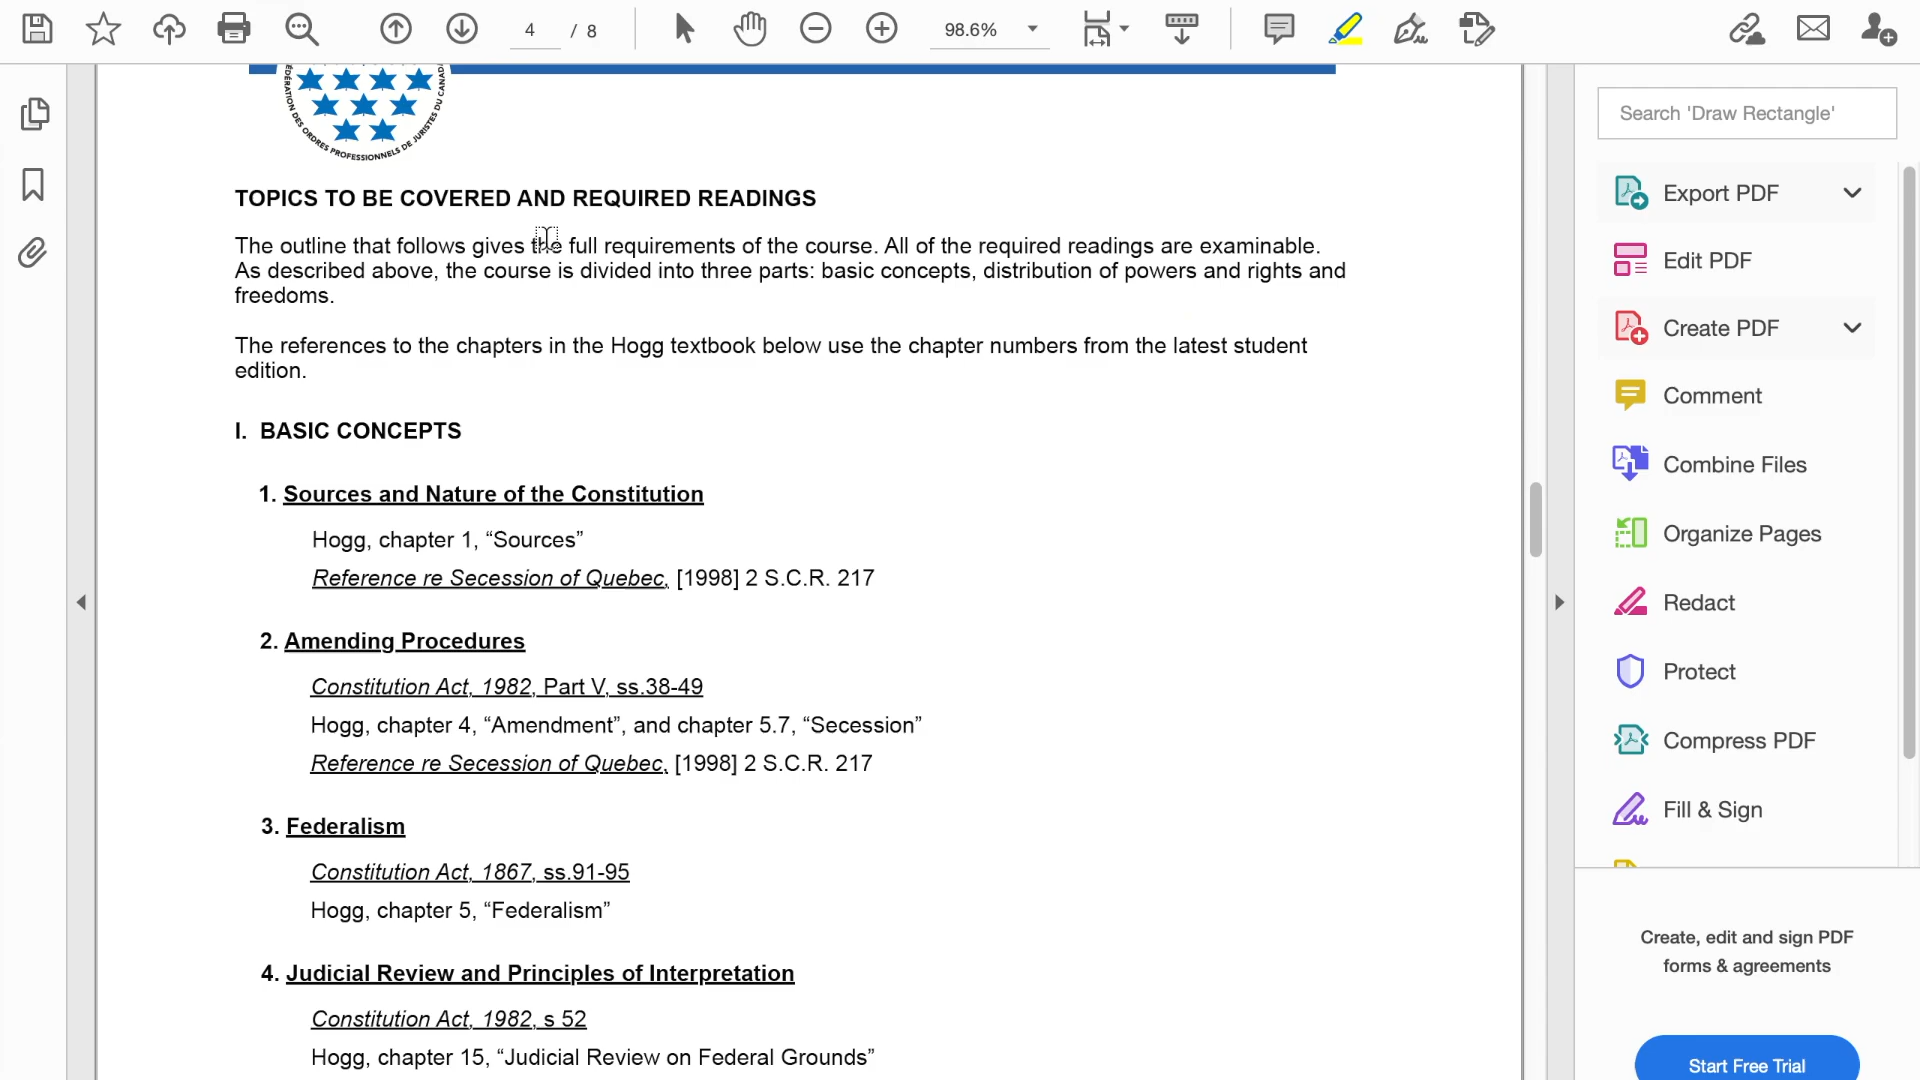 4 / 8
98.6%
Search 'Draw Rectangle'
FÉDÉRATION DES ORDRES PROFESSIONNELS DE JURISTES DU CANADA
TOPICS TO BE COVERED AND REQUIRED READINGS
The outline that follows gives the full requirements of the course. All of the required readings are examinable.
As described above, the course is divided into three parts: basic concepts, distribution of powers and rights and
freedoms.
The references to the chapters in the Hogg textbook below use the chapter numbers from the latest student
edition.
I. BASIC CONCEPTS
1. Sources and Nature of the Constitution
Hogg, chapter 1, “Sources”
Reference re Secession of Quebec, [1998] 2 S.C.R. 217
2. Amending Procedures
Constitution Act, 1982, Part V, ss.38-49
Hogg, chapter 4, “Amendment”, and chapter 5.7, “Secession”
Reference re Secession of Quebec, [1998] 2 S.C.R. 217
3. Federalism
Constitution Act, 1867, ss.91-95
Hogg, chapter 5, “Federalism”
4. Judicial Review and Principles of Interpretation
Constitution Act, 1982, s 52
Hogg, chapter 15, “Judicial Review on Federal Grounds”
Export PDF
Edit PDF
Create PDF
Comment
Combine Files
Organize Pages
Redact
Protect
Compress PDF
Fill & Sign
Create, edit and sign PDF
forms & agreements
Start Free Trial